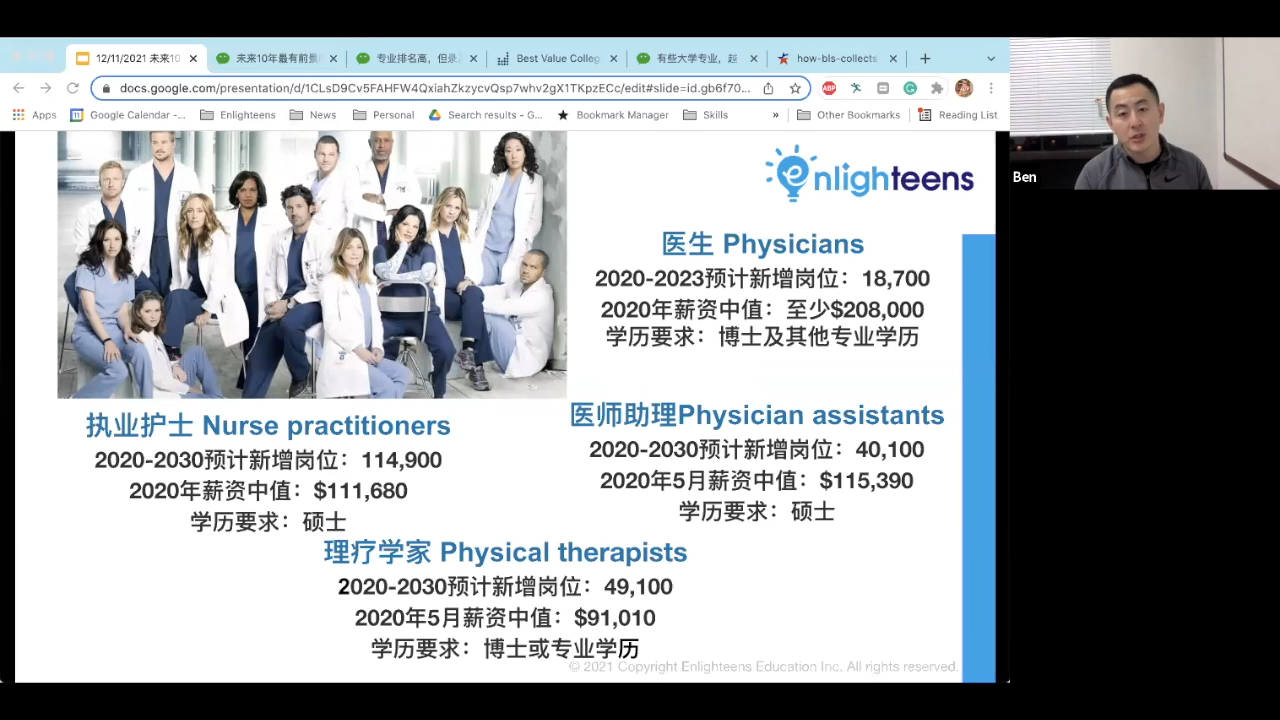 12/11/2021 未来10
未来10年最有前
专业
但录
Best Value Colleg
有些大学专业，越
how-bmi-collects
docs.google.com/presentation/d/
edit#slide=id.gb6f70...
ABP
Apps
Google Calendar -...
Enlighteens
Bookmark Manager
Skills
»
Other Bookmarks
Reading List
Ben
enlighteens
医生 Physicians
2020-2023预计新增岗位：18,700
2020年薪资中值：至少$208,000
学历要求：博士及其他专业学历
执业护士 Nurse practitioners
2020-2030预计新增岗位：114,900
2020年薪资中值：$111,680
学历要求：硕士
医师助理Physician assistants
2020-2030预计新增岗位：40,100
2020年5月薪资中值：$115,390
学历要求：硕士
理疗学家 Physical therapists
2020-2030预计新增岗位：49,100
2020年5月薪资中值：$91,010
学历要求：博士或专业学历
© 2021 Copyright Enlighteens Education Inc. All rights reserved.